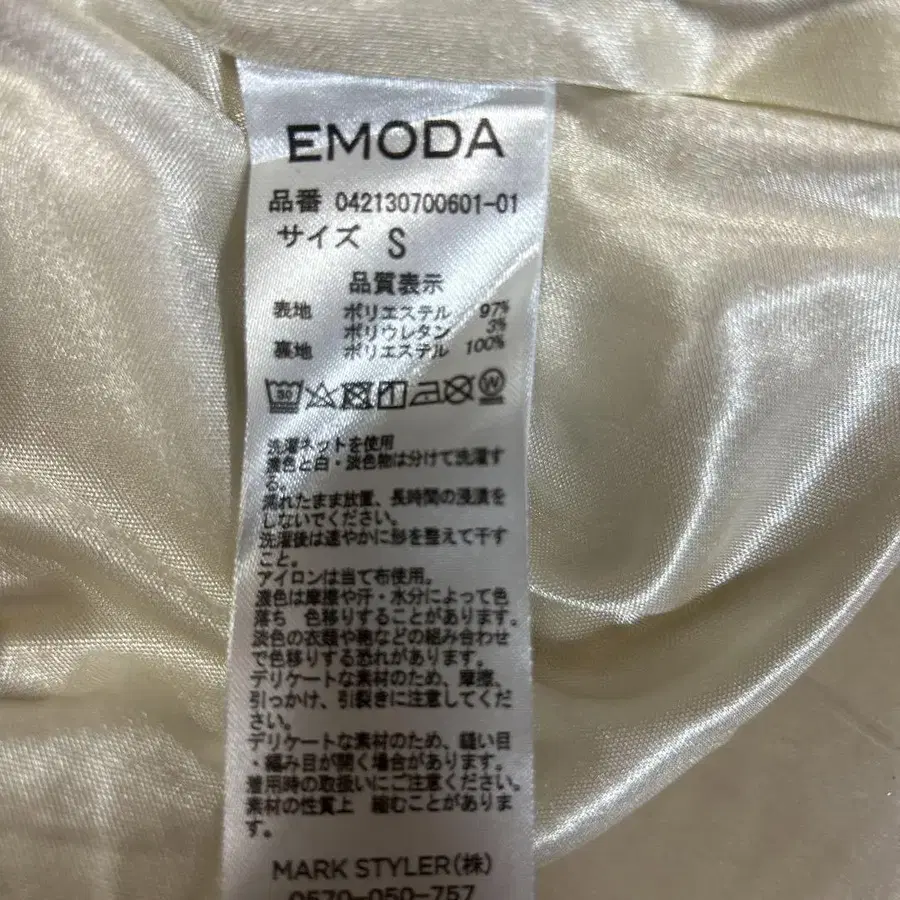 EMODA
品番 042130700601-01
サイズ S
品質表示
表地 ポリエステル 97%
ポリウレタン 3%
裏地 ポリエステル 100%
30 W
洗濯ネットを使用
濃色と白・淡色物は分けて洗濯す
る。
濡れたまま放置、長時間の浸漬を
しないでください。
洗濯後は速やかに形を整えて干す
こと。
アイロンは当て布使用。
濃色は摩擦や汗・水分によって色
落ち 色移りすることがあります。
淡色の衣類や鞄などの組み合わせ
で色移りする恐れがあります。
デリケートな素材のため、摩擦、
引っかけ、引裂きに注意してくだ
さい。
デリケートな素材のため、縫い目
・編み目が開く場合があります。
着用時の取扱いにご注意ください。
素材の性質上 縮むことがありま
す。
MARK STYLER(株)
0570-050-757